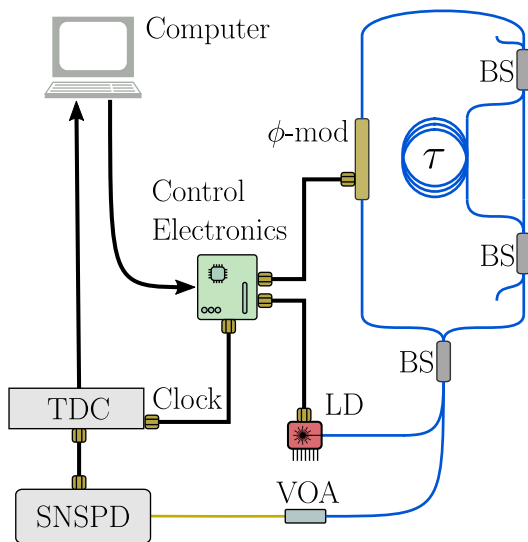 Computer
BS
ϕ-mod
τ
Control
Electronics
BS
BS
LD
Clock
TDC
VOA
SNSPD